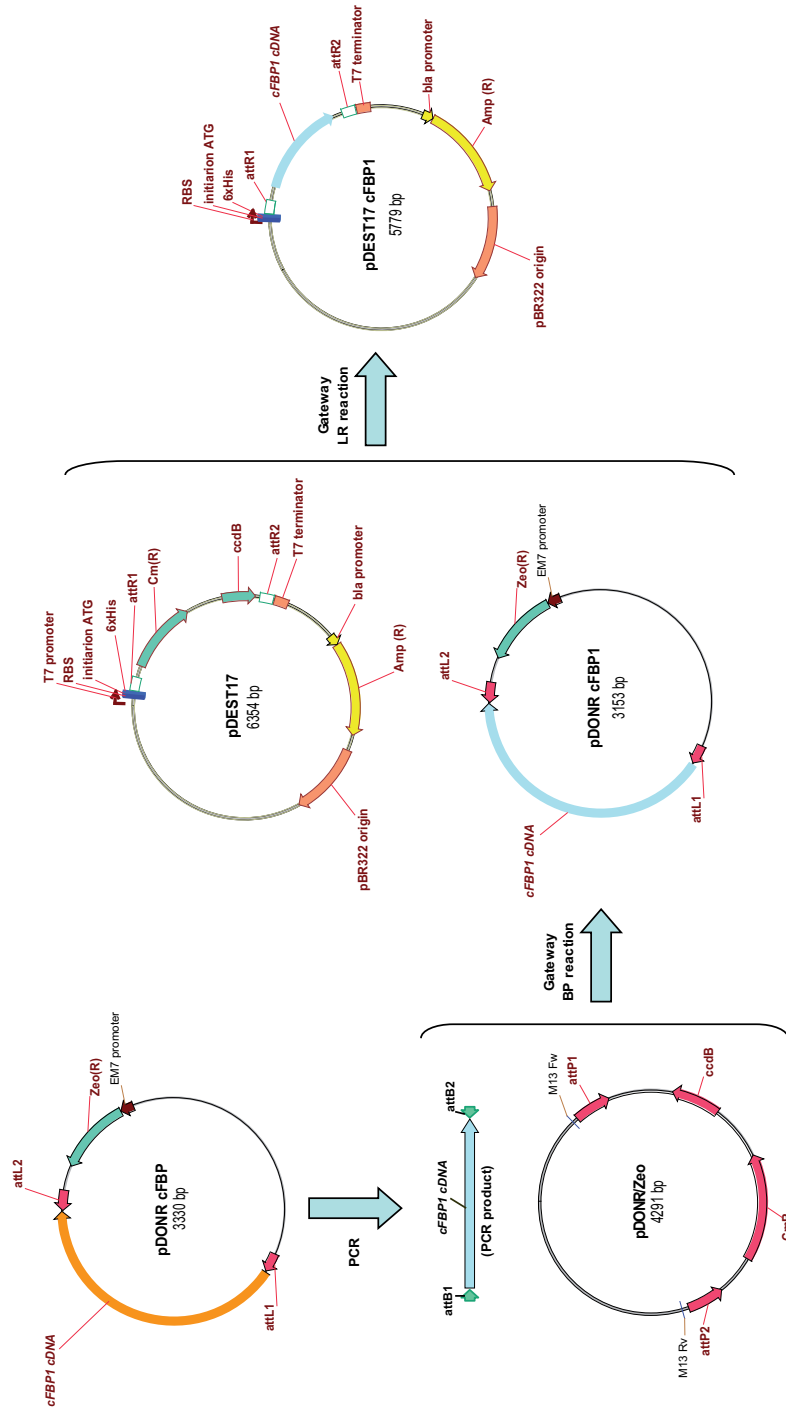 cFBP1 cDNA
attL2
Zeo(R)
EM7 promoter
pDONR cFBP
3330 bp
attL1
PCR
attB1
cFBP1 cDNA
(PCR product)
attB2
M13 Fw
attP1
ccdB
pDONR/Zeo
4291 bp
attP2
M13 Rv
Gateway
BP reaction
T7 promoter
RBS
initiarion ATG
6xHis
attR1
Cm(R)
ccdB
attR2
T7 terminator
bla promoter
Amp (R)
pBR322 origin
pDEST17
6354 bp
cFBP1 cDNA
attL2
Zeo(R)
EM7 promoter
pDONR cFBP1
3153 bp
attL1
Gateway
LR reaction
RBS
initiarion ATG
6xHis
attR1
cFBP1 cDNA
attR2
T7 terminator
bla promoter
Amp (R)
pBR322 origin
pDEST17 cFBP1
5779 bp